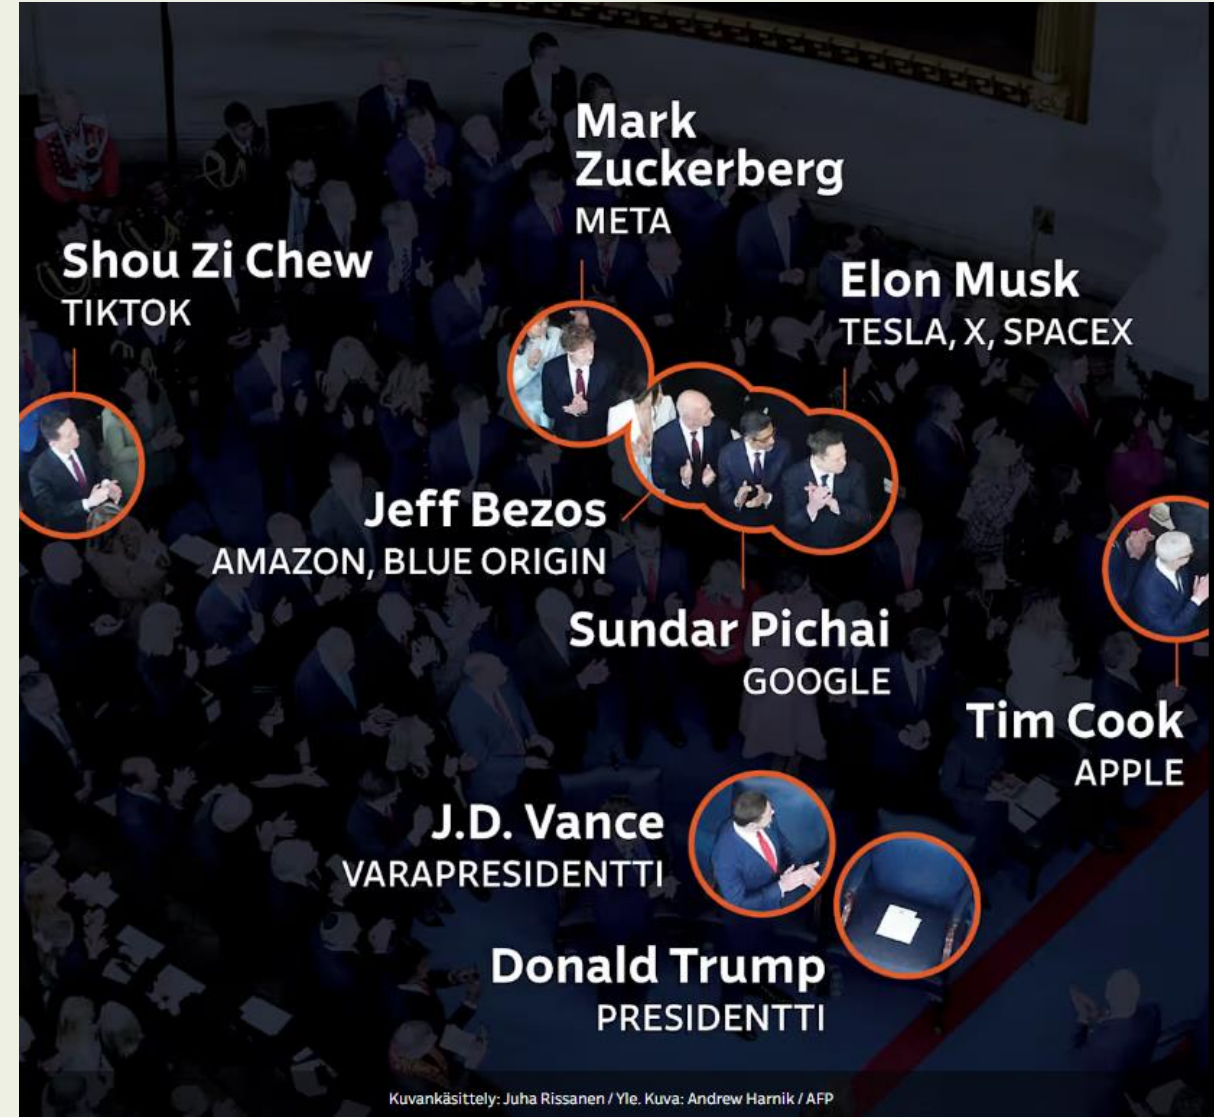 Mark
Zuckerberg
META
Shou Zi Chew
TIKTOK
Elon Musk
TESLA, X, SPACEX
Jeff Bezos
AMAZON, BLUE ORIGIN
Sundar Pichai
GOOGLE
Tim Cook
APPLE
J.D. Vance
VARAPRESIDENTTI
Donald Trump
PRESIDENTTI
Kuvankäsittely: Juha Rissanen / Yle. Kuva: Andrew Harnik / AFP